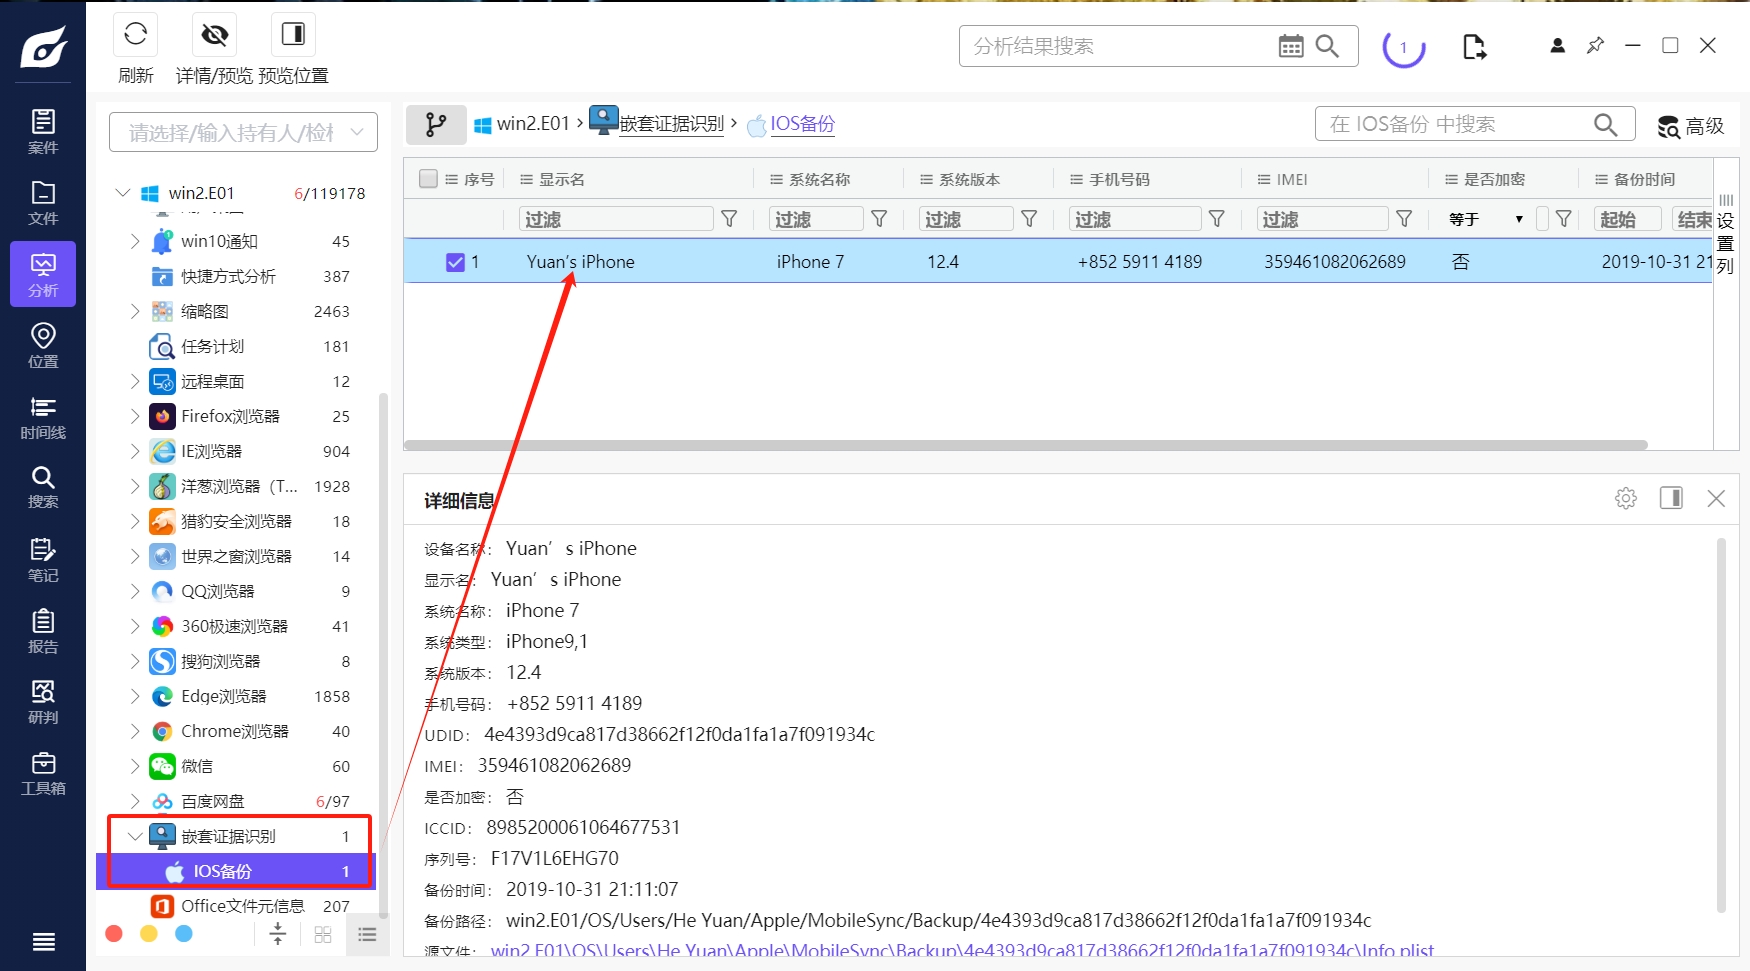 刷新
详情/预览
预览位置
分析结果搜索
1
案件
文件
分析
位置
时间线
搜索
笔记
报告
研判
工具箱
请选择/输入持有人/检材
win2.E01 6/119178
win10通知 45
快捷方式分析 387
缩略图 2463
任务计划 181
远程桌面 12
Firefox浏览器 25
IE浏览器 904
洋葱浏览器（T... 1928
猎豹安全浏览器 18
世界之窗浏览器 14
QQ浏览器 9
360极速浏览器 41
搜狗浏览器 8
Edge浏览器 1858
Chrome浏览器 40
微信 60
百度网盘 6/97
嵌套证据识别 1
IOS备份 1
Office文件元信息 207
win2.E01 › 嵌套证据识别 › IOS备份
在 IOS备份 中搜索
高级
序号 显示名 系统名称 系统版本 手机号码 IMEI 是否加密 备份时间
过滤 过滤 过滤 过滤 过滤 等于 起始 结束
1 Yuan's iPhone iPhone 7 12.4 +852 5911 4189 359461082062689 否 2019-10-31 21
设置列
详细信息
设备名称： Yuan’s iPhone
显示名： Yuan’s iPhone
系统名称： iPhone 7
系统类型： iPhone9,1
系统版本： 12.4
手机号码： +852 5911 4189
UDID： 4e4393d9ca817d38662f12f0da1fa1a7f091934c
IMEI： 359461082062689
是否加密： 否
ICCID： 8985200061064677531
序列号： F17V1L6EHG70
备份时间： 2019-10-31 21:11:07
备份路径： win2.E01/OS/Users/He Yuan/Apple/MobileSync/Backup/4e4393d9ca817d38662f12f0da1fa1a7f091934c
源文件： win2.E01\OS\Users\He Yuan\Apple\MobileSync\Backup\4e4393d9ca817d38662f12f0da1fa1a7f091934c\Info.plist